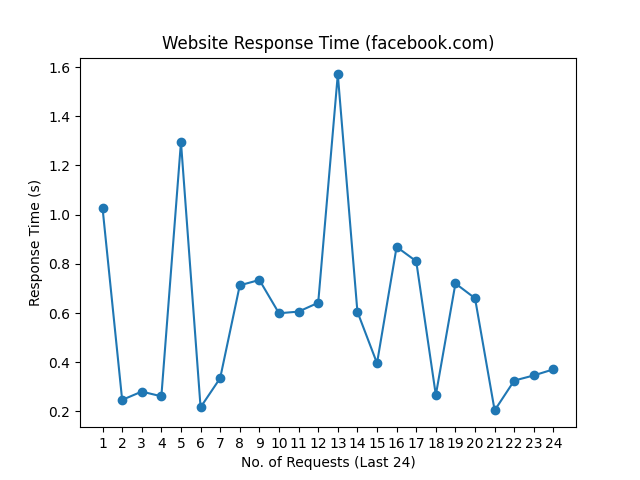 Website Response Time (facebook.com)
1.6
1.4
1.2
1.0
0.8
0.6
0.4
0.2
Response Time (s)
1 2 3 4 5 6 7 8 9 10 11 12 13 14 15 16 17 18 19 20 21 22 23 24
No. of Requests (Last 24)